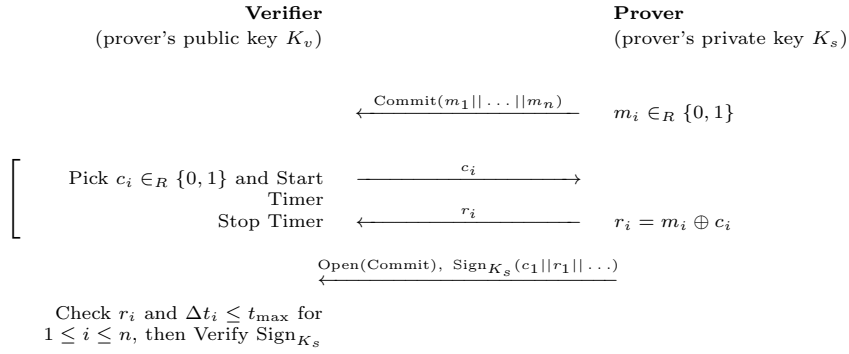 Verifier Prover
(prover's public key K_v) (prover's private key K_s)
Commit(m_1|| . . . ||m_n) m_i ∈_R {0, 1}
Pick c_i ∈_R {0, 1} and Start c_i
Timer
Stop Timer r_i r_i = m_i ⊕ c_i
Open(Commit), Sign_{K_s}(c_1||r_1|| . . .)
Check r_i and Δt_i ≤ t_max for
1 ≤ i ≤ n, then Verify Sign_{K_s}